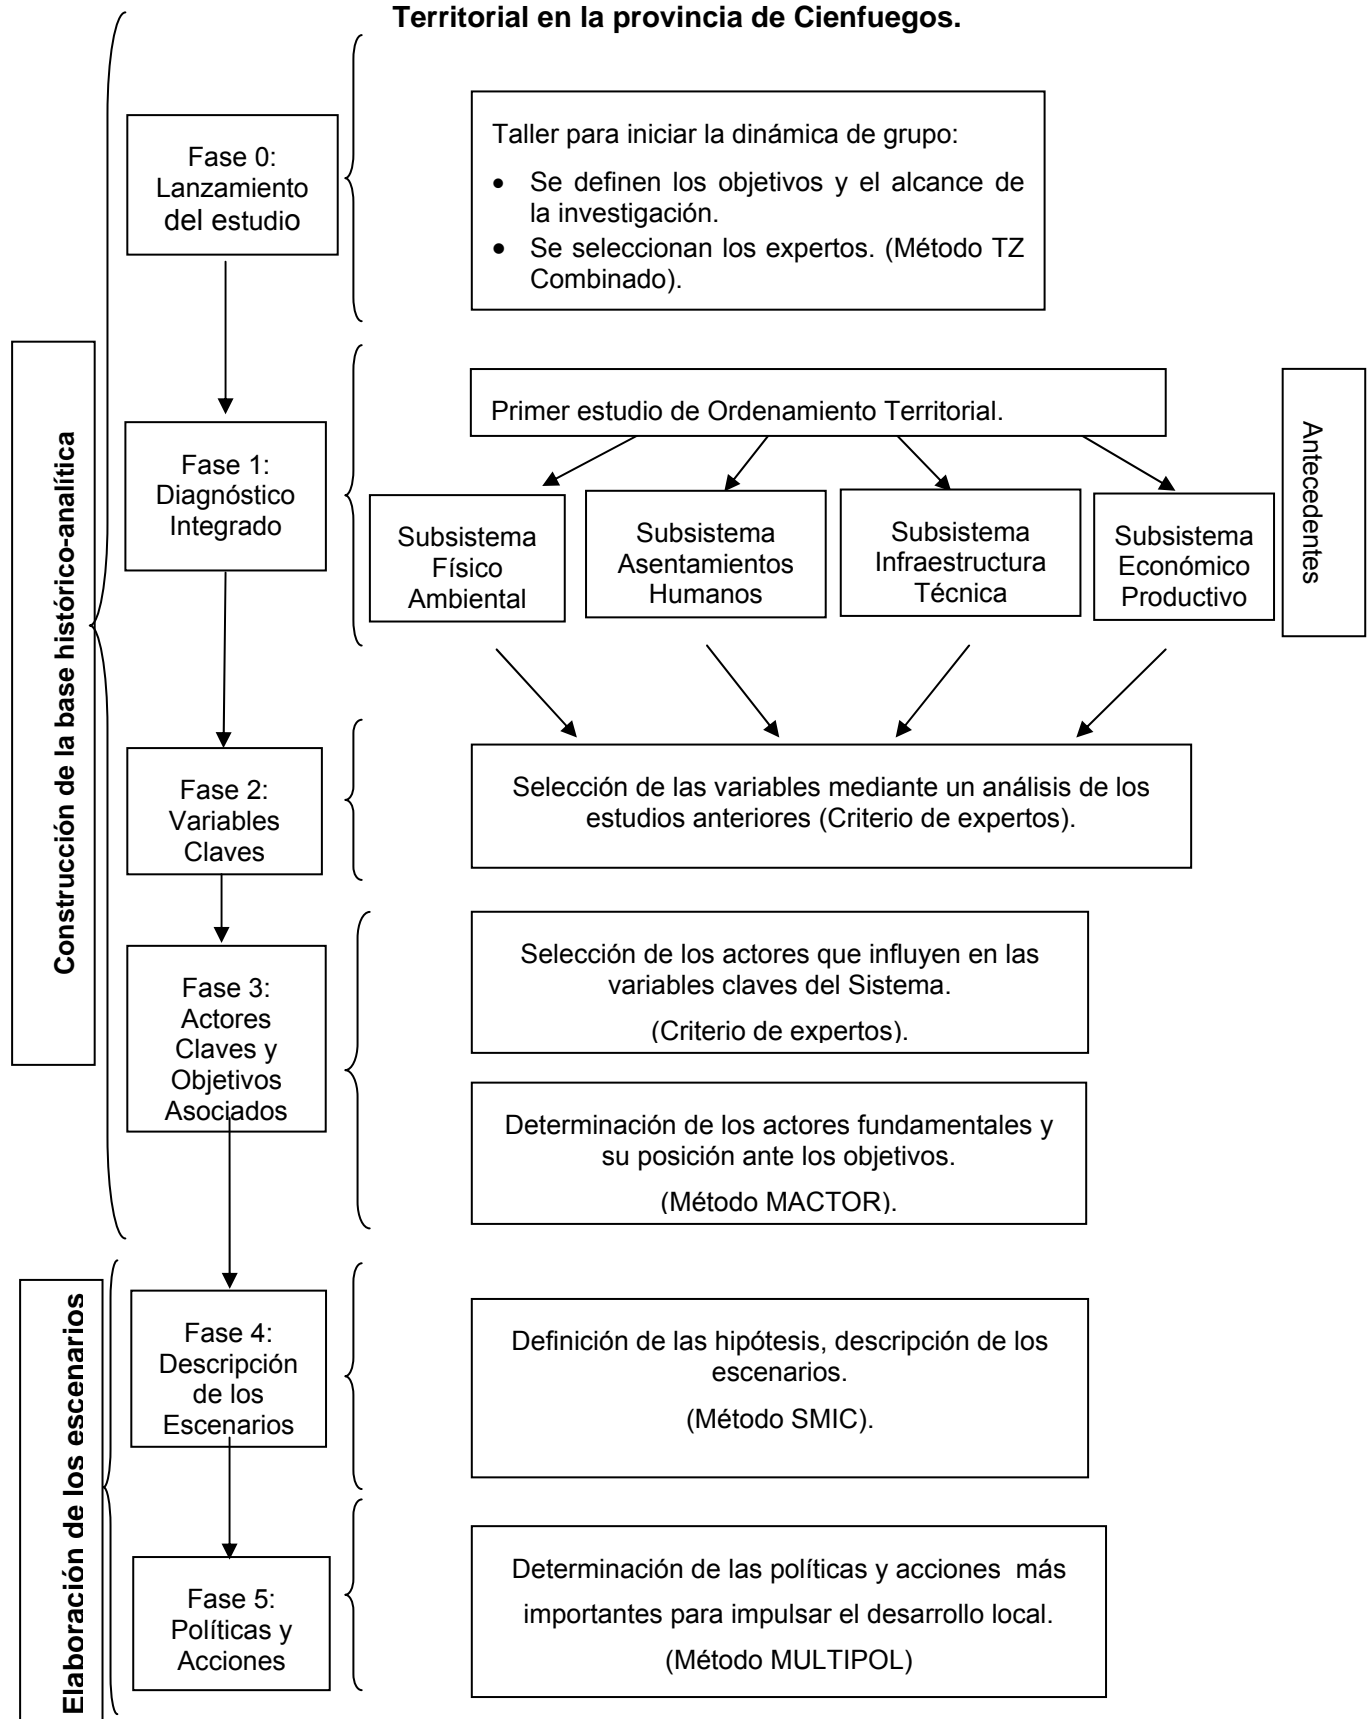 Territorial en la provincia de Cienfuegos.
Construcción de la base histórico-analítica
Fase 0:
Lanzamiento
del estudio
Taller para iniciar la dinámica de grupo:
• Se definen los objetivos y el alcance de
la investigación.
• Se seleccionan los expertos. (Método TZ
Combinado).
Fase 1:
Diagnóstico
Integrado
Primer estudio de Ordenamiento Territorial.
Antecedentes
Subsistema
Físico
Ambiental
Subsistema
Asentamientos
Humanos
Subsistema
Infraestructura
Técnica
Subsistema
Económico
Productivo
Fase 2:
Variables
Claves
Selección de las variables mediante un análisis de los
estudios anteriores (Criterio de expertos).
Fase 3:
Actores
Claves y
Objetivos
Asociados
Selección de los actores que influyen en las
variables claves del Sistema.
(Criterio de expertos).
Determinación de los actores fundamentales y
su posición ante los objetivos.
(Método MACTOR).
Elaboración de los escenarios
Fase 4:
Descripción
de los
Escenarios
Definición de las hipótesis, descripción de los
escenarios.
(Método SMIC).
Fase 5:
Políticas y
Acciones
Determinación de las políticas y acciones más
importantes para impulsar el desarrollo local.
(Método MULTIPOL)